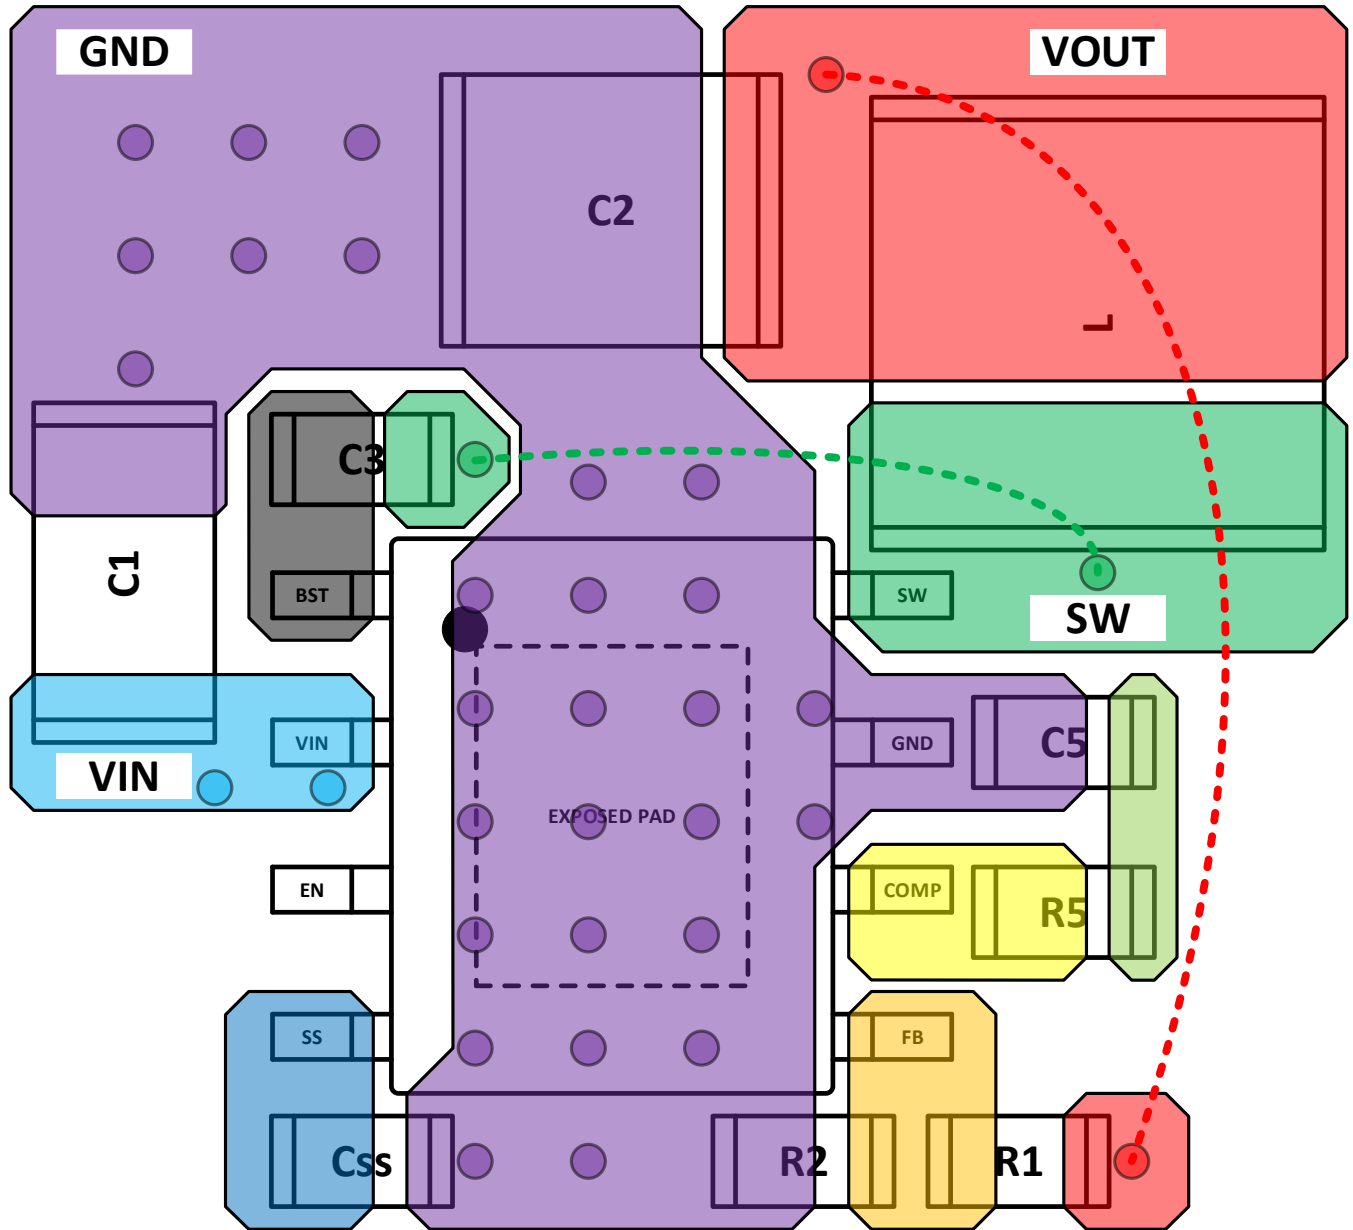 GND
VOUT
C2
L
C3
C1
BST
SW
SW
VIN
GND
C5
VIN
EXPOSED PAD
EN
COMP
R5
SS
FB
Css
R2
R1